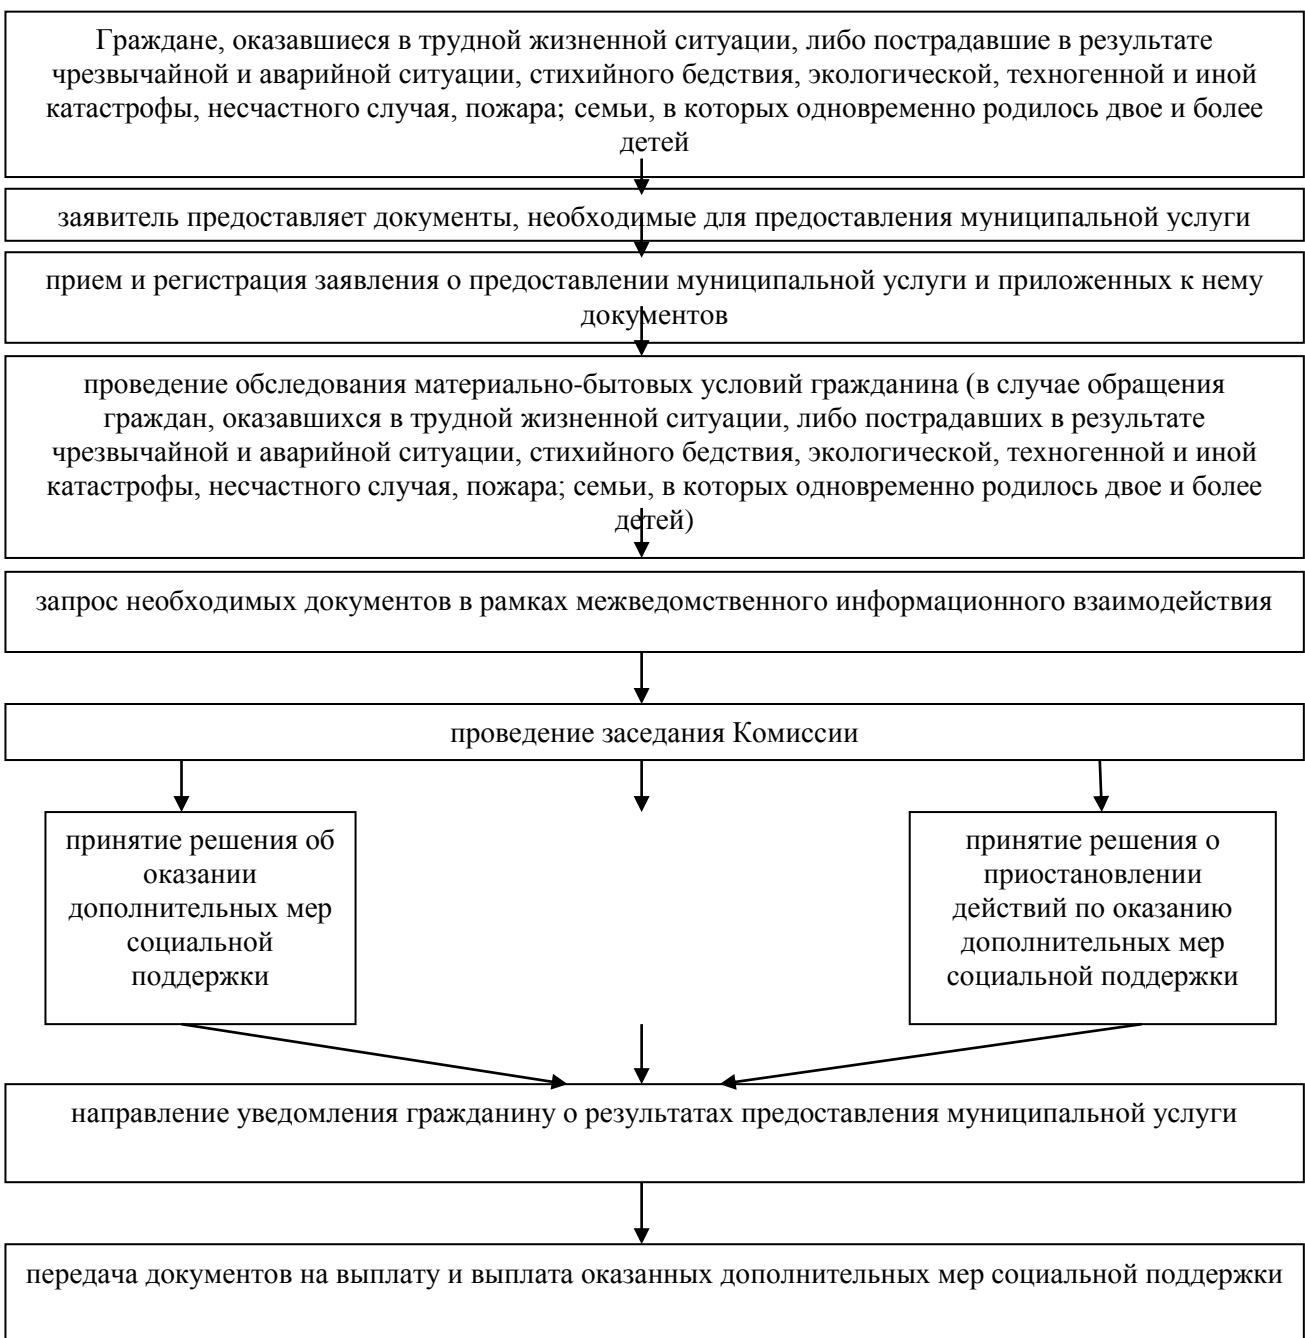 Граждане, оказавшиеся в трудной жизненной ситуации, либо пострадавшие в результате
чрезвычайной и аварийной ситуации, стихийного бедствия, экологической, техногенной и иной
катастрофы, несчастного случая, пожара; семьи, в которых одновременно родилось двое и более
детей
заявитель предоставляет документы, необходимые для предоставления муниципальной услуги
прием и регистрация заявления о предоставлении муниципальной услуги и приложенных к нему
документов
проведение обследования материально-бытовых условий гражданина (в случае обращения
граждан, оказавшихся в трудной жизненной ситуации, либо пострадавших в результате
чрезвычайной и аварийной ситуации, стихийного бедствия, экологической, техногенной и иной
катастрофы, несчастного случая, пожара; семьи, в которых одновременно родилось двое и более
детей)
запрос необходимых документов в рамках межведомственного информационного взаимодействия
проведение заседания Комиссии
принятие решения об
оказании
дополнительных мер
социальной
поддержки
принятие решения о
приостановлении
действий по оказанию
дополнительных мер
социальной поддержки
направление уведомления гражданину о результатах предоставления муниципальной услуги
передача документов на выплату и выплата оказанных дополнительных мер социальной поддержки